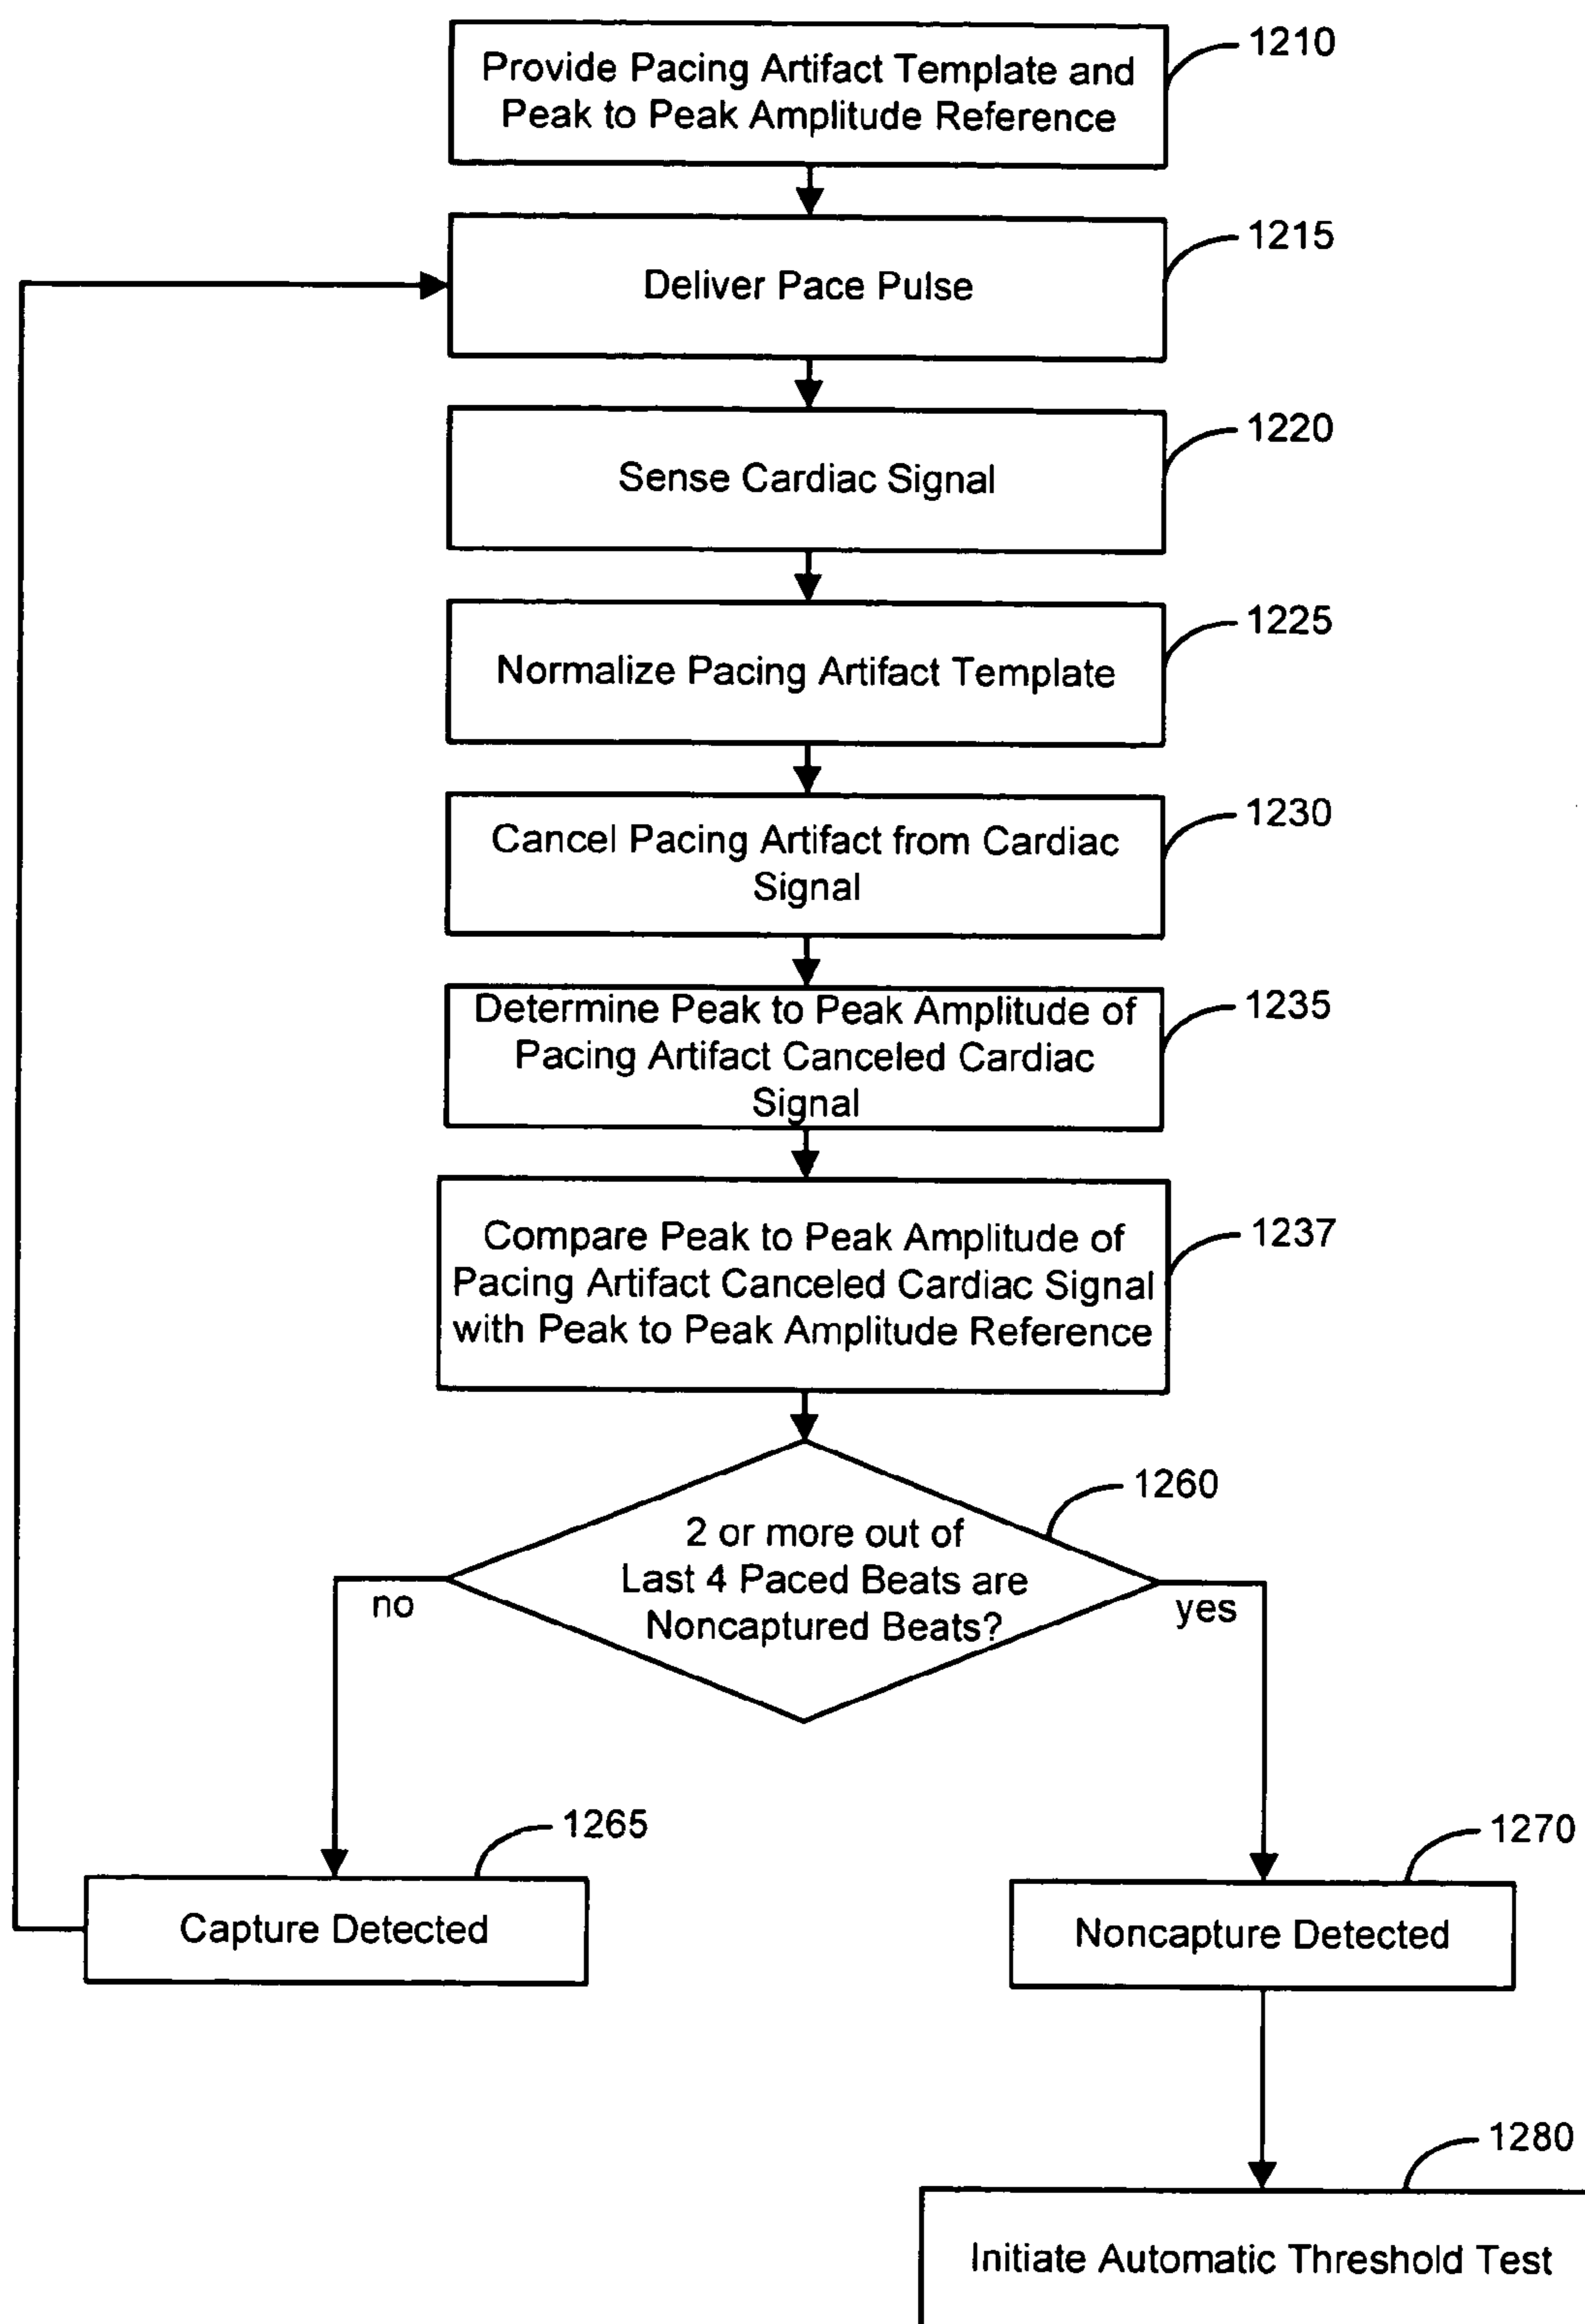 1210
Provide Pacing Artifact Template and
Peak to Peak Amplitude Reference
1215
Deliver Pace Pulse
1220
Sense Cardiac Signal
1225
Normalize Pacing Artifact Template
1230
Cancel Pacing Artifact from Cardiac
Signal
1235
Determine Peak to Peak Amplitude of
Pacing Artifact Canceled Cardiac
Signal
1237
Compare Peak to Peak Amplitude of
Pacing Artifact Canceled Cardiac Signal
with Peak to Peak Amplitude Reference
1260
2 or more out of
Last 4 Paced Beats are
Noncaptured Beats?
no
yes
1265
Capture Detected
1270
Noncapture Detected
1280
Initiate Automatic Threshold Test